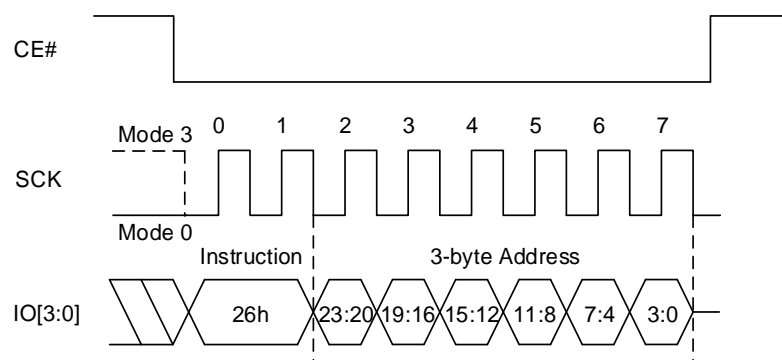 CE#
Mode 3
0 1 2 3 4 5 6 7
SCK
Mode 0
Instruction 3-byte Address
IO[3:0] 26h 23:20 19:16 15:12 11:8 7:4 3:0